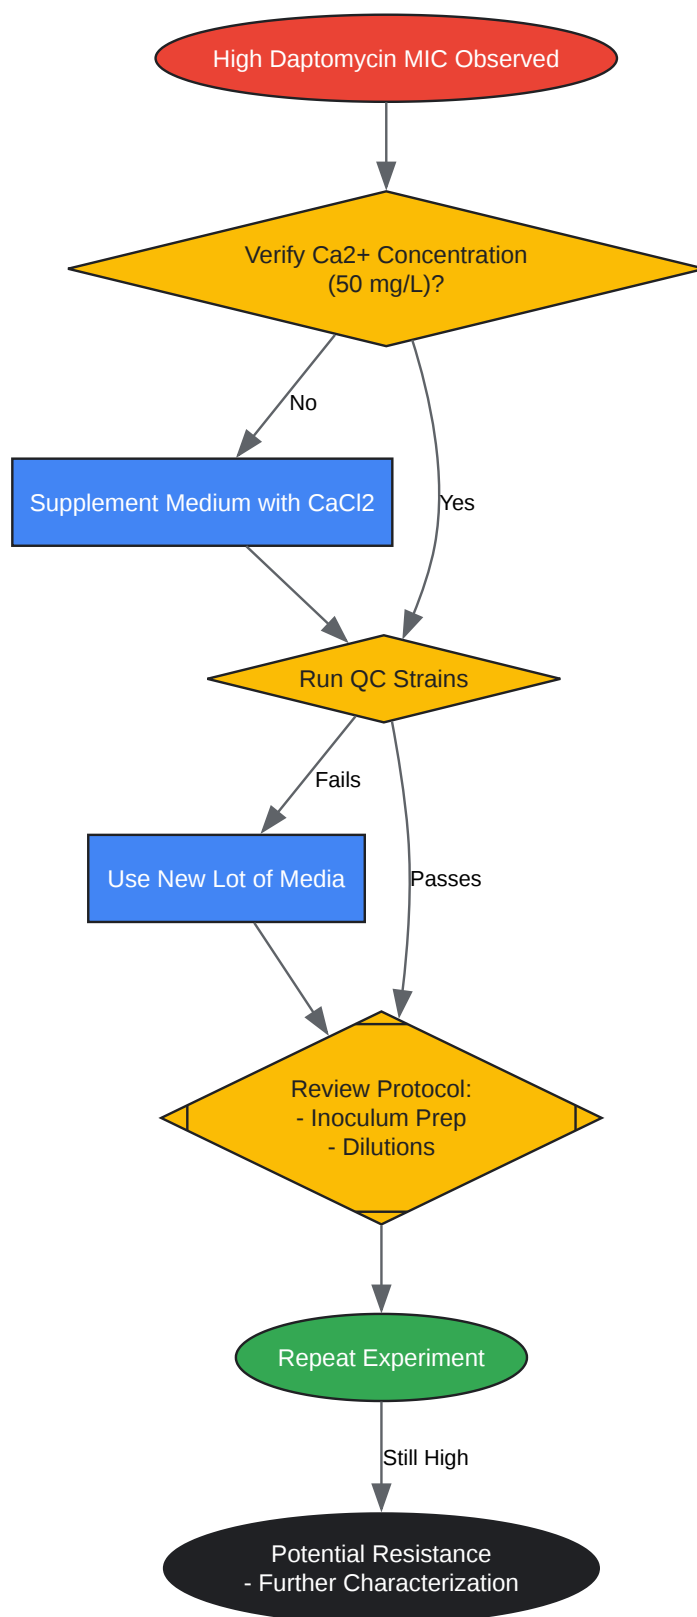 High Daptomycin MIC Observed
Verify Ca2+ Concentration
(50 mg/L)?
No
Yes
Supplement Medium with CaCl2
Run QC Strains
Fails
Passes
Use New Lot of Media
Review Protocol:
- Inoculum Prep
- Dilutions
Repeat Experiment
Still High
Potential Resistance
- Further Characterization